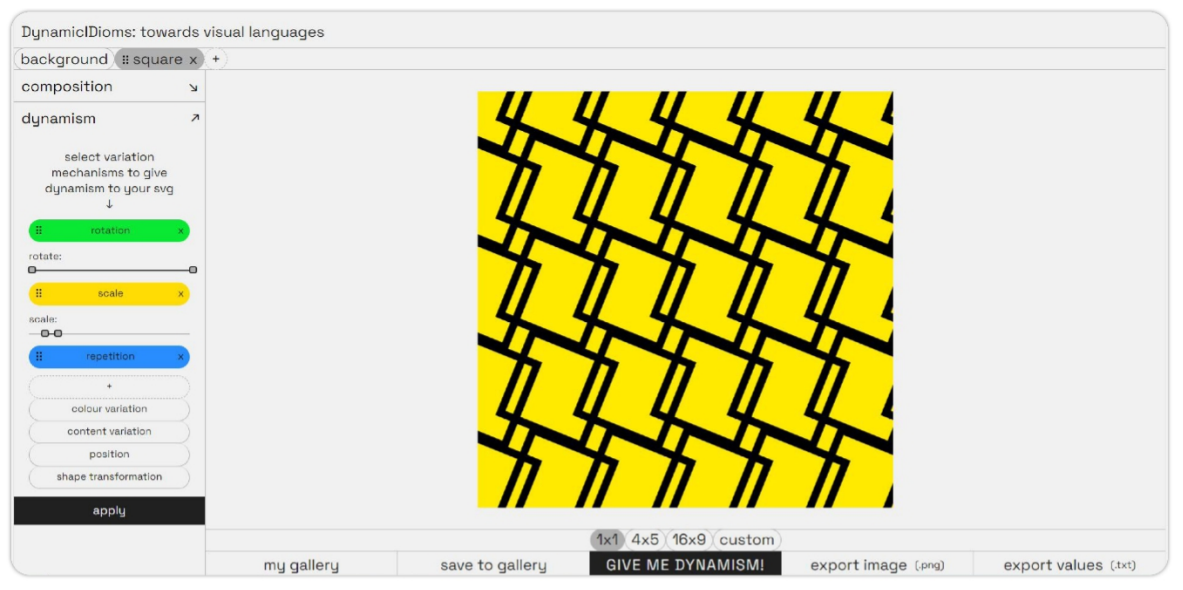 DynamicIDioms: towards visual languages
background ⠿ square x +
composition ↘
dynamism ↗
select variation
mechanisms to give
dynamism to your svg
↓
⠿ rotation x
rotate:
⠿ scale x
scale:
⠿ repetition x
+
colour variation
content variation
position
shape transformation
apply
1x1 4x5 16x9 custom
my gallery save to gallery GIVE ME DYNAMISM! export image (.png) export values (.txt)